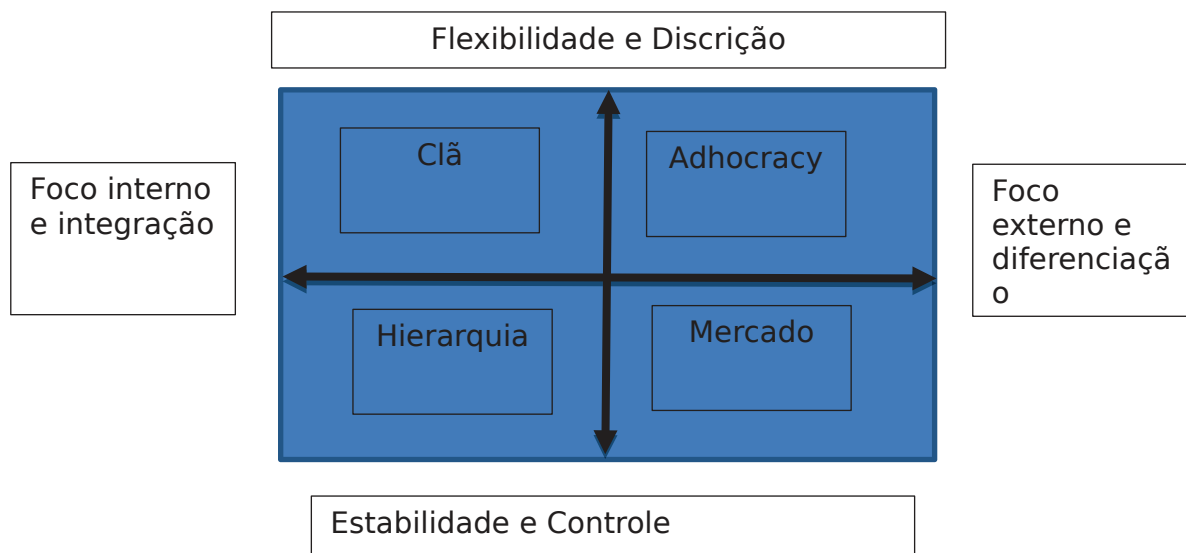 Flexibilidade e Discrição
Clã
Adhocracy
Foco interno
e integração
Foco
externo e
diferenciaçã
o
Hierarquia
Mercado
Estabilidade e Controle